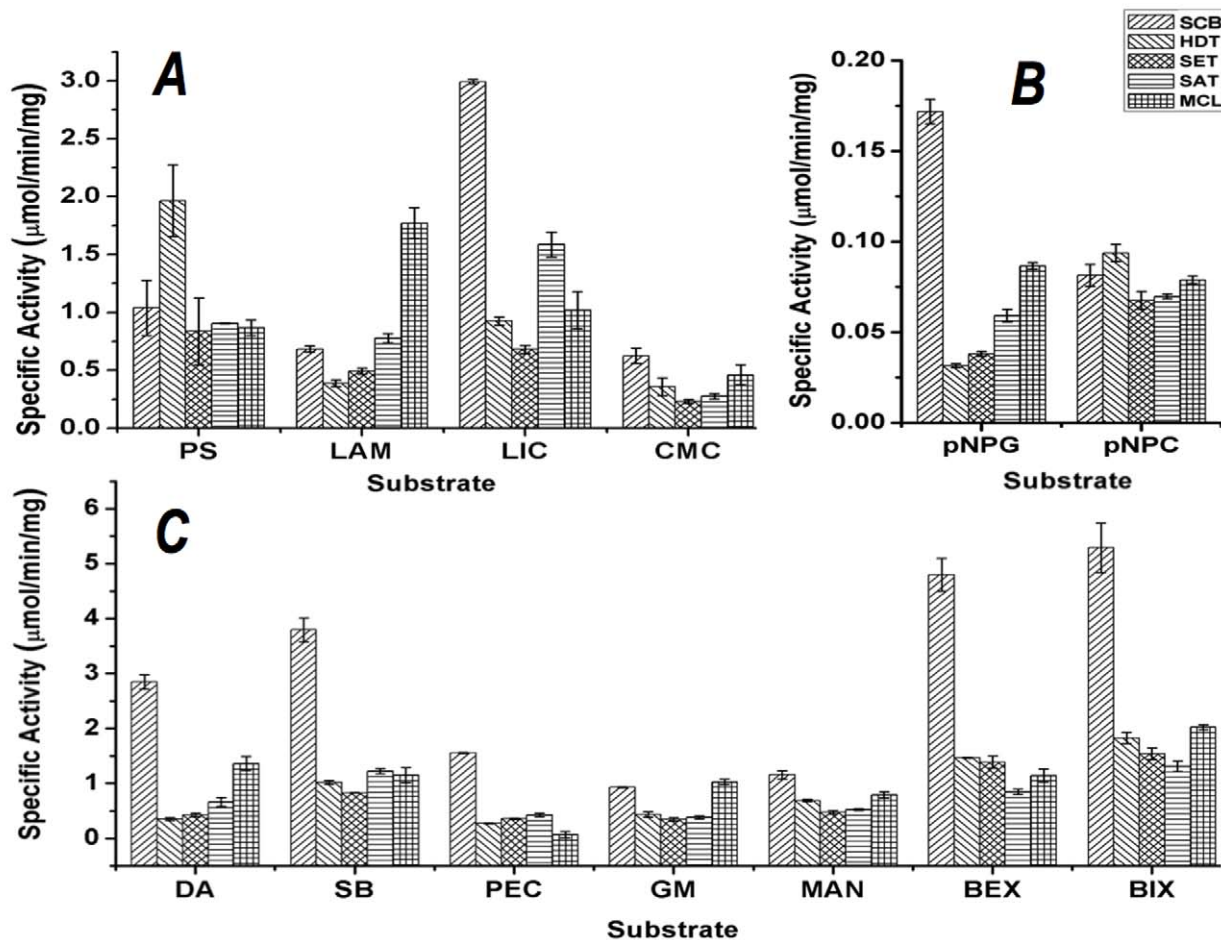 A
Specific Activity (µmol/min/mg)
3.0
2.5
2.0
1.5
1.0
0.5
0.0
PS LAM LIC CMC
Substrate
B
SCB
HDT
SET
SAT
MCL
Specific Activity (µmol/min/mg)
0.20
0.15
0.10
0.05
0.00
pNPG pNPC
Substrate
C
Specific Activity (µmol/min/mg)
6
5
4
3
2
1
0
DA SB PEC GM MAN BEX BIX
Substrate